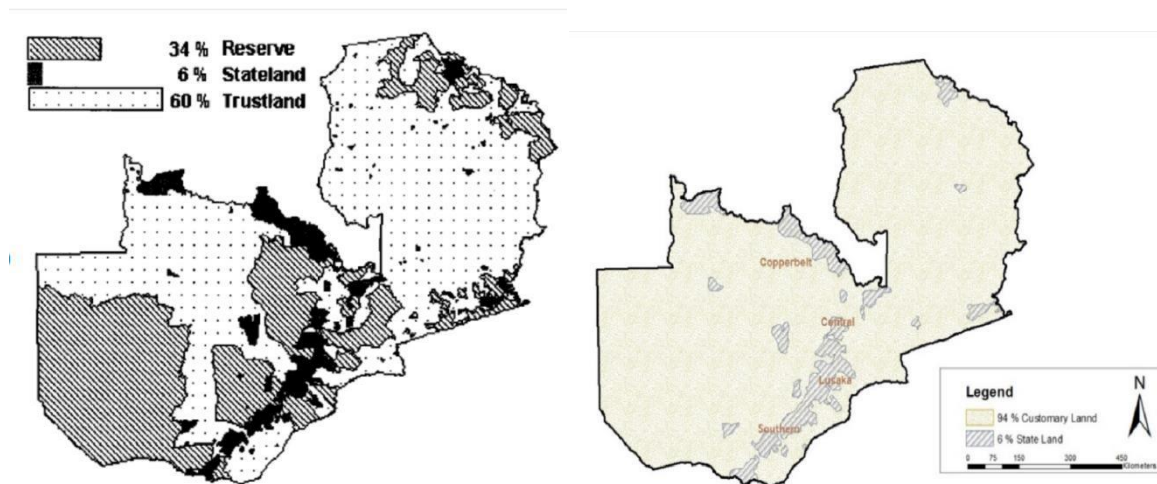 34 % Reserve
6 % Stateland
60 % Trustland
Copperbelt
Central
Lusaka
Southern
N
Legend
94 % Customary Lannd
6 % State Land
0 75 150 300 450
Kilometers